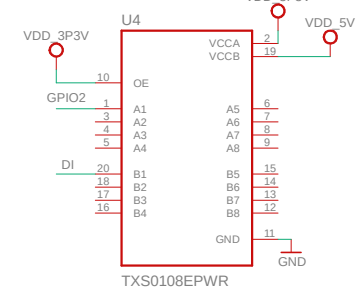 U4
VDD_5V
VDD_3P3V
VCCA 2
VCCB 19
10 OE
GPIO2
1 A1 A5 6
3 A2 A6 7
4 A3 A7 8
5 A4 A8 9
DI
20 B1 B5 15
18 B2 B6 14
17 B3 B7 13
16 B4 B8 12
GND 11
GND
TXS0108EPWR